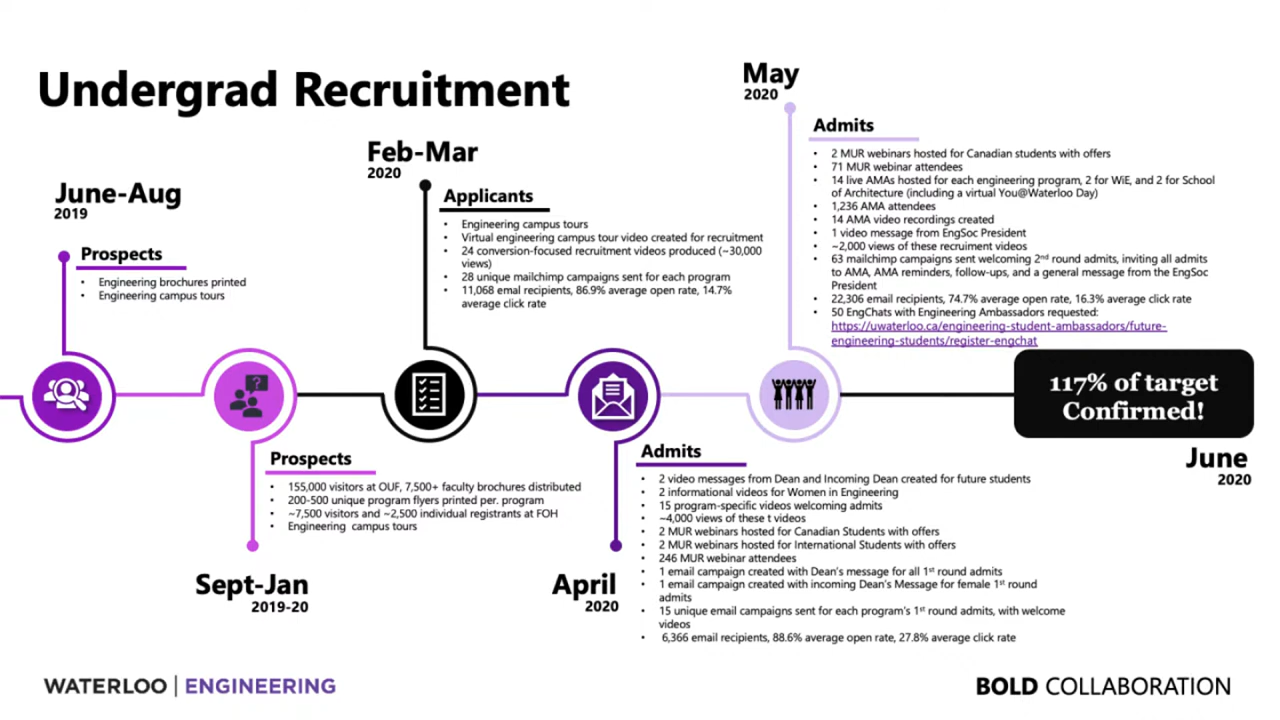 Undergrad Recruitment
June-Aug
2019
Prospects
• Engineering brochures printed
• Engineering campus tours
Prospects
• 155,000 visitors at OUF, 7,500+ faculty brochures distributed
• 200-500 unique program flyers printed per. program
• ~7,500 visitors and ~2,500 individual registrants at FOH
• Engineering campus tours
Sept-Jan
2019-20
Feb-Mar
2020
Applicants
• Engineering campus tours
• Virtual engineering campus tour video created for recruitment
• 24 conversion-focused recruitment videos produced (~30,000
views)
• 28 unique mailchimp campaigns sent for each program
• 11,068 emal recipients, 86.9% average open rate, 14.7%
average click rate
Admits
• 2 video messages from Dean and Incoming Dean created for future students
• 2 informational videos for Women in Engineering
• 15 program-specific videos welcoming admits
• ~4,000 views of these t videos
• 2 MUR webinars hosted for Canadian Students with offers
• 2 MUR webinars hosted for International Students with offers
• 246 MUR webinar attendees
• 1 email campaign created with Dean's message for all 1st round admits
• 1 email campaign created with incoming Dean's Message for female 1st round
admits
• 15 unique email campaigns sent for each program's 1st round admits, with welcome
videos
• 6,366 email recipients, 88.6% average open rate, 27.8% average click rate
April
2020
May
2020
Admits
• 2 MUR webinars hosted for Canadian students with offers
• 71 MUR webinar attendees
• 14 live AMAs hosted for each engineering program, 2 for WiE, and 2 for School
of Architecture (including a virtual You@Waterloo Day)
• 1,236 AMA attendees
• 14 AMA video recordings created
• 1 video message from EngSoc President
• ~2,000 views of these recruiment videos
• 63 mailchimp campaigns sent welcoming 2nd round admits, inviting all admits
to AMA, AMA reminders, follow-ups, and a general message from the EngSoc
President
• 22,306 email recipients, 74.7% average open rate, 16.3% average click rate
• 50 EngChats with Engineering Ambassadors requested:
https://uwaterloo.ca/engineering-student-ambassadors/future-
engineering-students/register-engchat
117% of target
Confirmed!
June
2020
WATERLOO | ENGINEERING
BOLD COLLABORATION